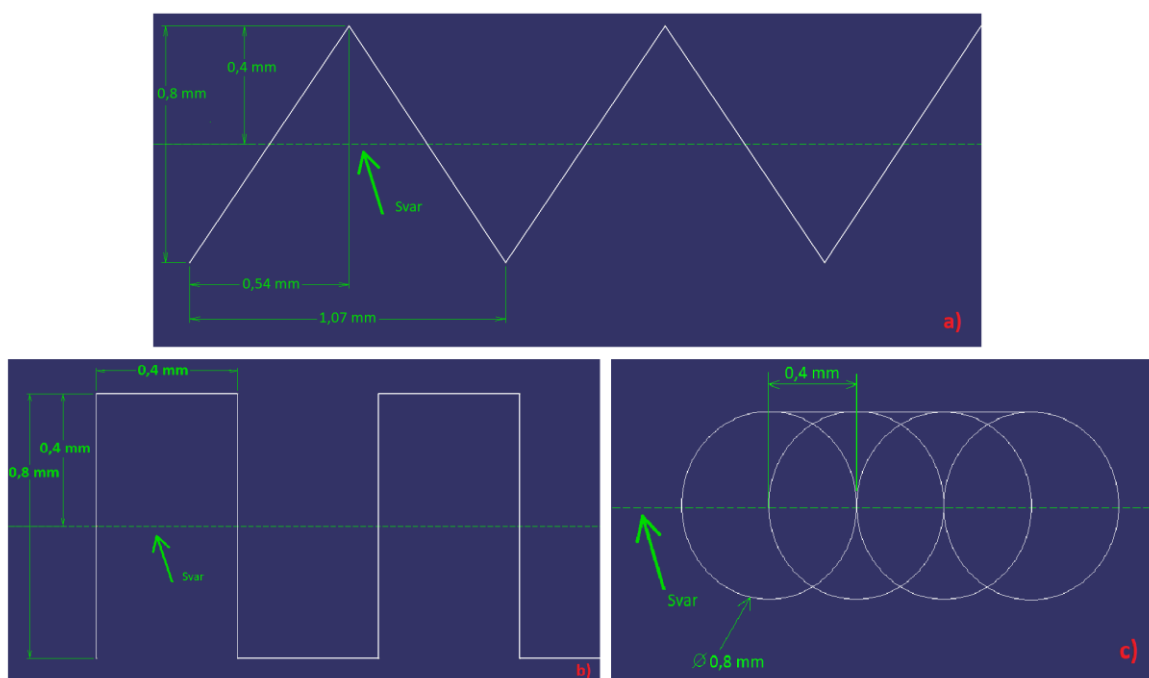 0,4 mm
0,8 mm
Svar
0,54 mm
1,07 mm
a)
0,4 mm
0,4 mm
0,8 mm
Svar
b)
0,4 mm
Svar
∅ 0,8 mm
c)